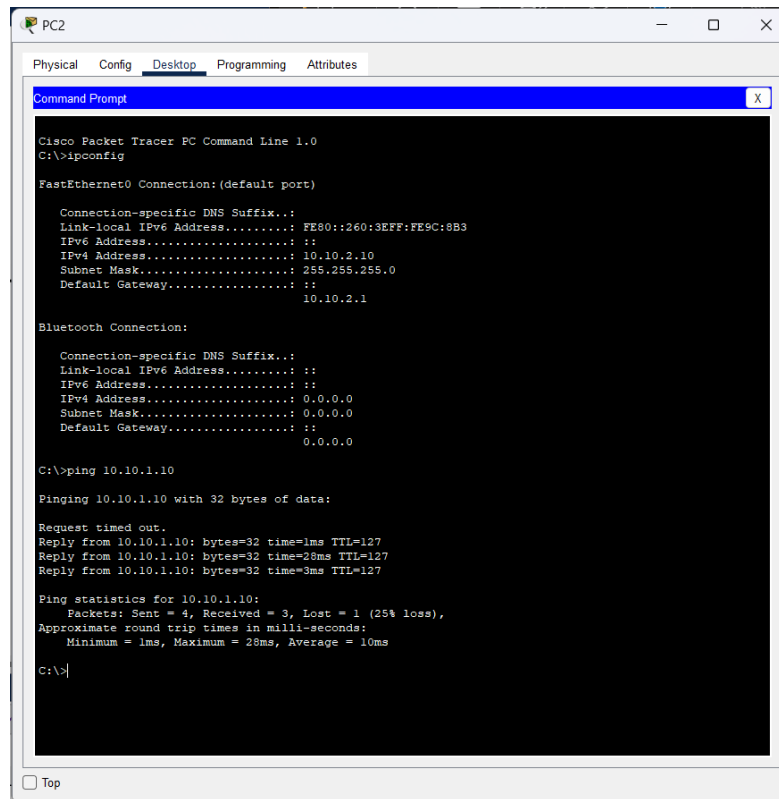 PC2
Physical Config Desktop Programming Attributes
Command Prompt
X
Cisco Packet Tracer PC Command Line 1.0
C:\>ipconfig
FastEthernet0 Connection:(default port)
Connection-specific DNS Suffix..:
Link-local IPv6 Address.........: FE80::260:3EFF:FE9C:8B3
IPv6 Address....................: ::
IPv4 Address....................: 10.10.2.10
Subnet Mask.....................: 255.255.255.0
Default Gateway.................: ::
10.10.2.1
Bluetooth Connection:
Connection-specific DNS Suffix..:
Link-local IPv6 Address.........: ::
IPv6 Address....................: ::
IPv4 Address....................: 0.0.0.0
Subnet Mask.....................: 0.0.0.0
Default Gateway.................: ::
0.0.0.0
C:\>ping 10.10.1.10
Pinging 10.10.1.10 with 32 bytes of data:
Request timed out.
Reply from 10.10.1.10: bytes=32 time=1ms TTL=127
Reply from 10.10.1.10: bytes=32 time=28ms TTL=127
Reply from 10.10.1.10: bytes=32 time=3ms TTL=127
Ping statistics for 10.10.1.10:
Packets: Sent = 4, Received = 3, Lost = 1 (25% loss),
Approximate round trip times in milli-seconds:
Minimum = 1ms, Maximum = 28ms, Average = 10ms
C:\>
Top